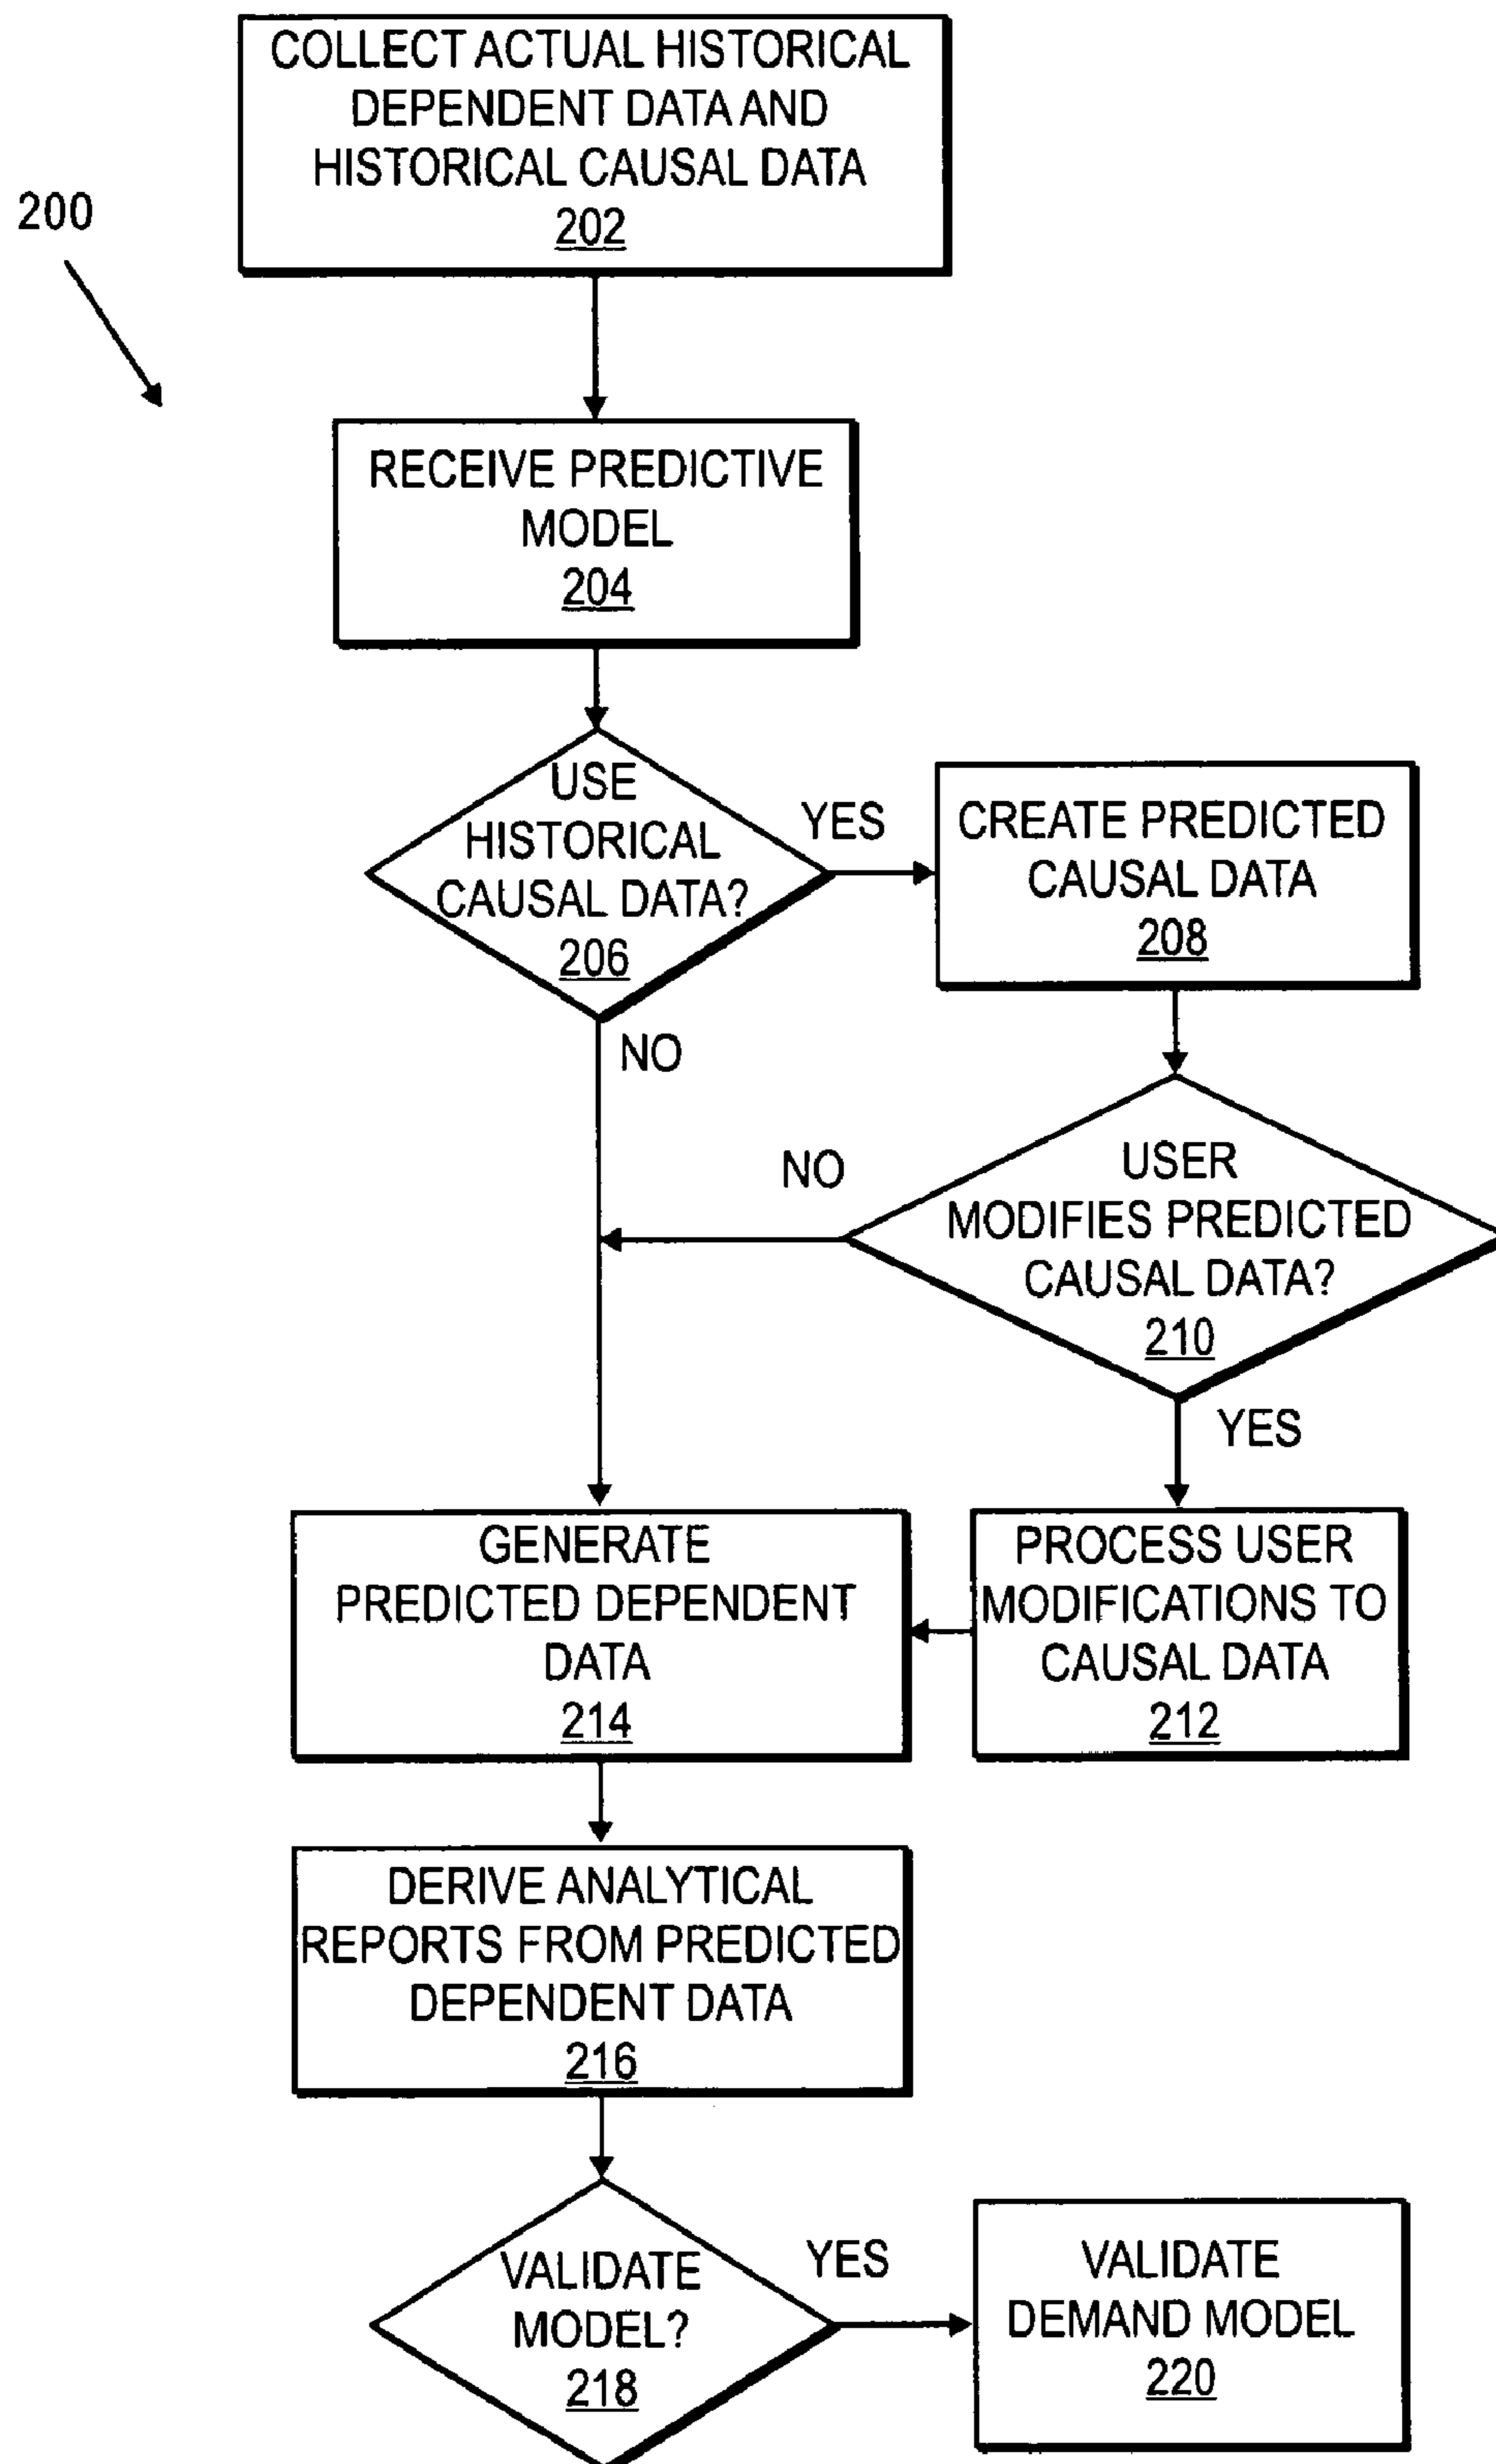 COLLECT ACTUAL HISTORICAL
DEPENDENT DATA AND
HISTORICAL CAUSAL DATA
202
200
RECEIVE PREDICTIVE
MODEL
204
USE
HISTORICAL
CAUSAL DATA?
206
YES
CREATE PREDICTED
CAUSAL DATA
208
NO
USER
MODIFIES PREDICTED
CAUSAL DATA?
210
NO
YES
PROCESS USER
MODIFICATIONS TO
CAUSAL DATA
212
GENERATE
PREDICTED DEPENDENT
DATA
214
DERIVE ANALYTICAL
REPORTS FROM PREDICTED
DEPENDENT DATA
216
VALIDATE
MODEL?
218
YES
VALIDATE
DEMAND MODEL
220